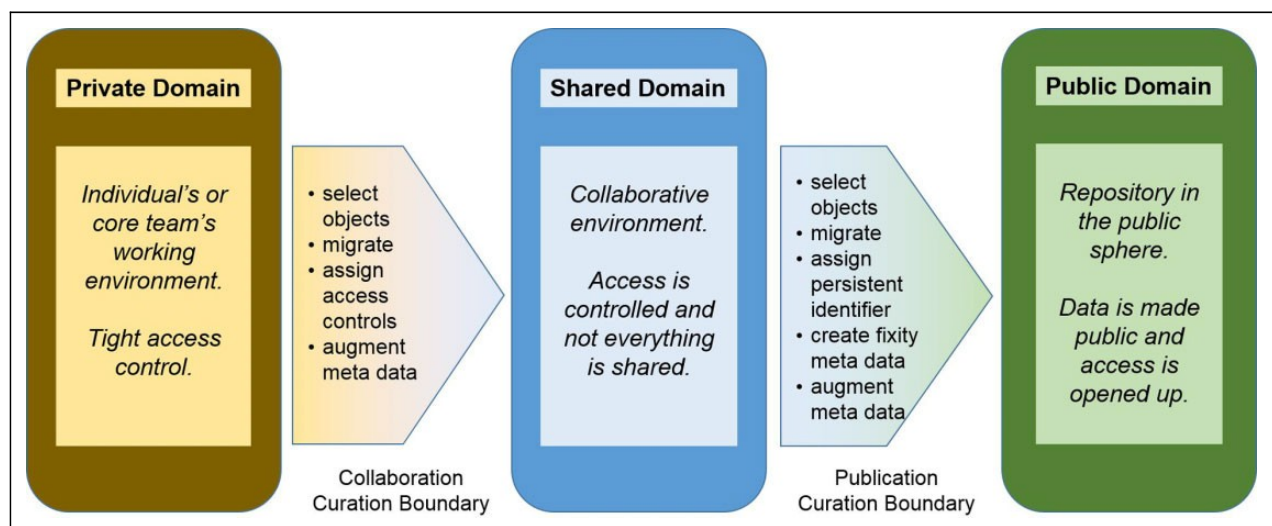 Private Domain
Individual's or
core team's
working
environment.
Tight access
control.
• select
objects
• migrate
• assign
access
controls
• augment
meta data
Collaboration
Curation Boundary
Shared Domain
Collaborative
environment.
Access is
controlled and
not everything
is shared.
• select
objects
• migrate
• assign
persistent
identifier
• create fixity
meta data
• augment
meta data
Publication
Curation Boundary
Public Domain
Repository in
the public
sphere.
Data is made
public and
access is
opened up.